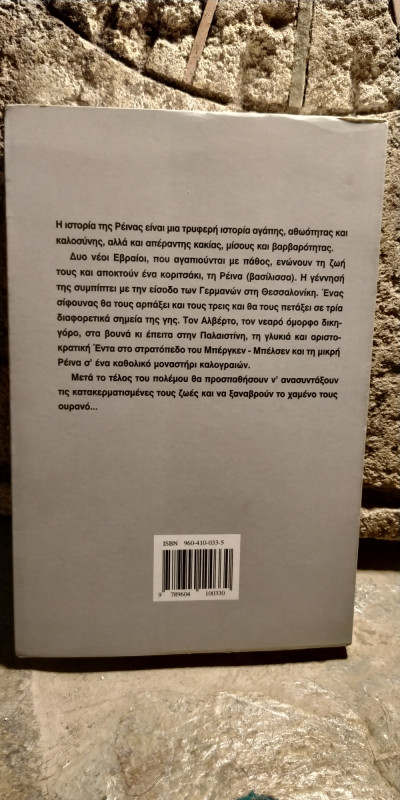 Η ιστορία της Ρέινας είναι μια τρυφερή ιστορία αγάπης, αθωότητας και
καλοσύνης, αλλά και απέραντης κακίας, μίσους και βαρβαρότητας.
Δυο νέοι Εβραίοι, που αγαπιούνται με πάθος, ενώνουν τη ζωή
τους και αποκτούν ένα κοριτσάκι, τη Ρέινα (βασίλισσα). Η γέννησή
της συμπίπτει με την είσοδο των Γερμανών στη Θεσσαλονίκη. Ένας
σίφουνας θα τους αρπάξει και τους τρεις και θα τους πετάξει σε τρία
διαφορετικά σημεία της γης. Τον Αλβέρτο, τον νεαρό όμορφο δικη-
γόρο, στα βουνά κι έπειτα στην Παλαιστίνη, τη γλυκιά και αριστο-
κρατική Έντα στο στρατόπεδο του Μπέργκεν - Μπέλσεν και τη μικρή
Ρέινα σ' ένα καθολικό μοναστήρι καλογραιών.
Μετά το τέλος του πολέμου θα προσπαθήσουν ν' ανασυντάξουν
τις κατακερματισμένες τους ζωές και να ξαναβρούν το χαμένο τους
ουρανό...
ISBN 960-410-033-5
9 789604 100330